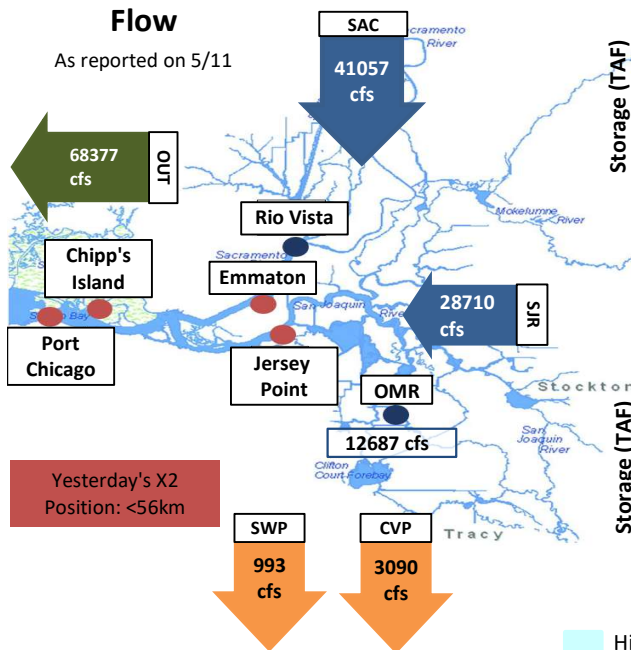 Flow
As reported on 5/11
SAC
41057
cfs
Sacramento
River
Storage (TAF)
68377
cfs
OUT
Rio Vista
Mokelumne
River
Chipp's
Island
Sacramento
Emmaton
San Joaquin
River
28710
cfs
SJR
Port
Chicago
Jersey
Point
OMR
Stockton
12687 cfs
San
Joaquin
River
Clifton
Court Forebay
Storage (TAF)
Yesterday's X2
Position: <56km
SWP
CVP
Tracy
993
cfs
3090
cfs